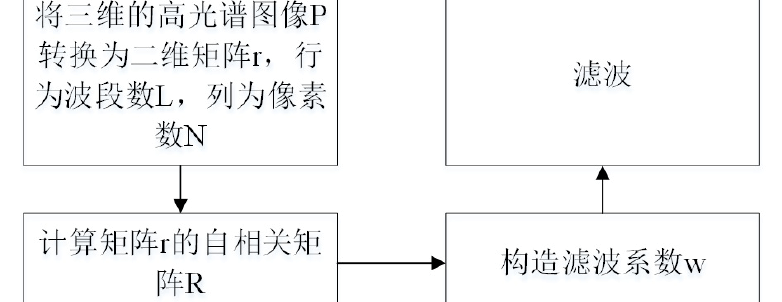 将三维的高光谱图像P
转换为二维矩阵r，行
为波段数L，列为像素
数N
计算矩阵r的自相关矩
阵R
构造滤波系数w
滤波